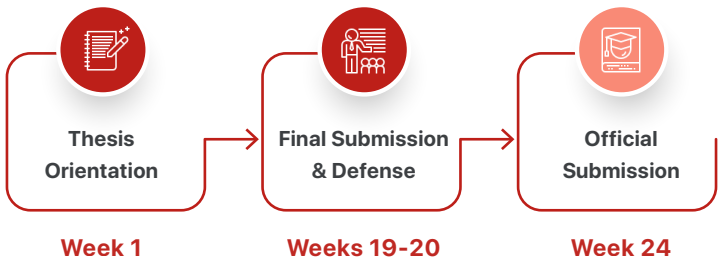 Thesis
Orientation
Final Submission
& Defense
Official
Submission
Week 1
Weeks 19-20
Week 24